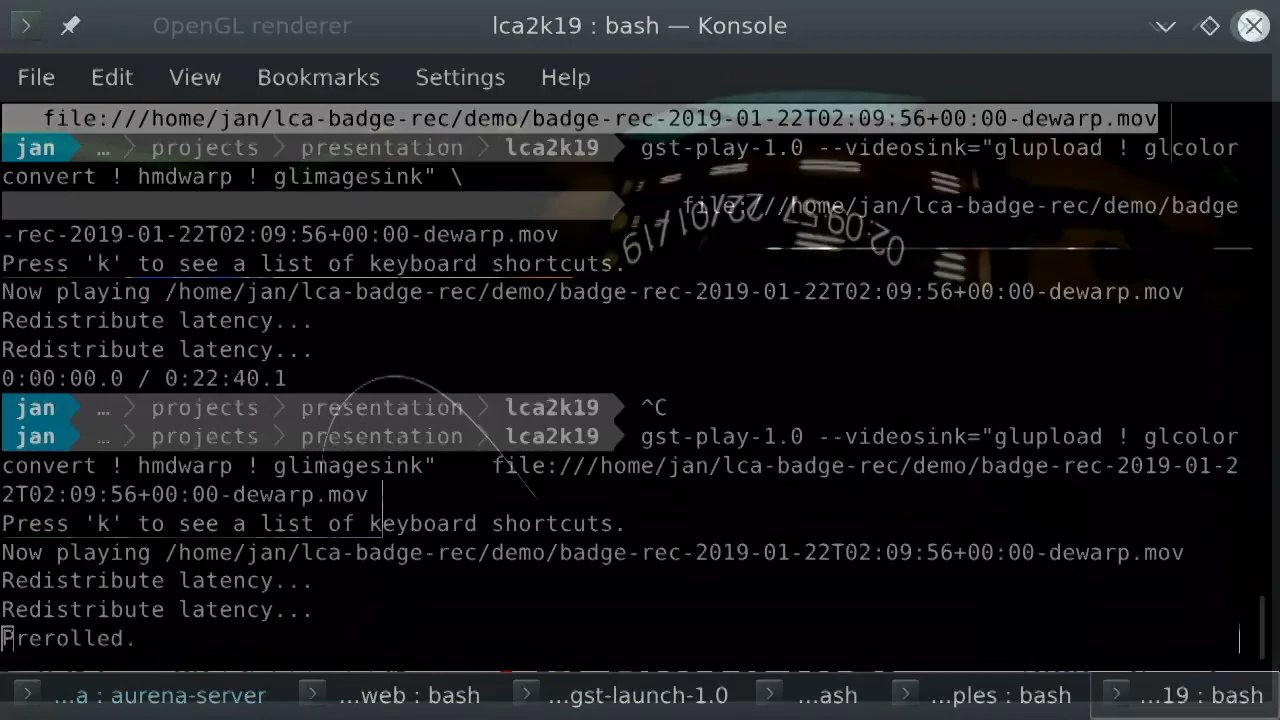 OpenGL renderer
lca2k19 : bash — Konsole
File Edit View Bookmarks Settings Help
file:///home/jan/lca-badge-rec/demo/badge-rec-2019-01-22T02:09:56+00:00-dewarp.mov
jan … projects presentation lca2k19 gst-play-1.0 --videosink="glupload ! glcolor
convert ! hmdwarp ! glimagesink" \
file:///home/jan/lca-badge-rec/demo/badge
-rec-2019-01-22T02:09:56+00:00-dewarp.mov
Press 'k' to see a list of keyboard shortcuts.
Now playing /home/jan/lca-badge-rec/demo/badge-rec-2019-01-22T02:09:56+00:00-dewarp.mov
Redistribute latency...
Redistribute latency...
0:00:00.0 / 0:22:40.1
jan … projects presentation lca2k19 ^C
jan … projects presentation lca2k19 gst-play-1.0 --videosink="glupload ! glcolor
convert ! hmdwarp ! glimagesink" file:///home/jan/lca-badge-rec/demo/badge-rec-2019-01-2
2T02:09:56+00:00-dewarp.mov
Press 'k' to see a list of keyboard shortcuts.
Now playing /home/jan/lca-badge-rec/demo/badge-rec-2019-01-22T02:09:56+00:00-dewarp.mov
Redistribute latency...
Redistribute latency...
Prerolled.
...a : aurena-server ...web : bash ...gst-launch-1.0 ...ash ...ples : bash ...19 : bash